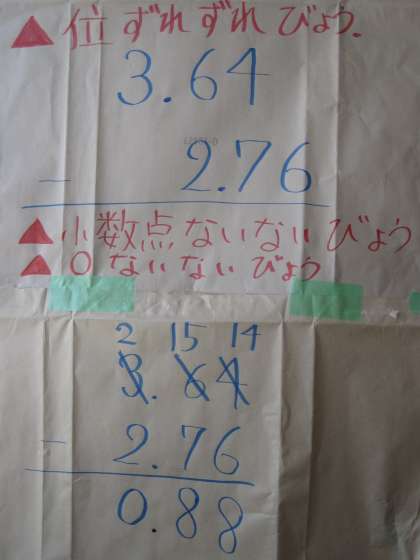 ▲位ずれずれびょう.
3.64
- 2.76
▲小数点ないないびょう
▲0ないないびょう
2 15 14
3.64
- 2.76
0.88